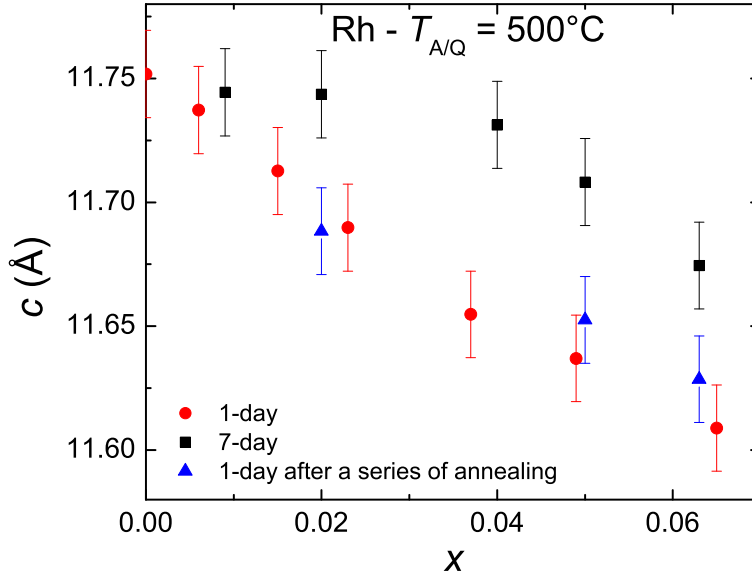 Rh - T_A/Q = 500°C
11.75
11.70
11.65
11.60
c (Å)
1-day
7-day
1-day after a series of annealing
0.00 0.02 0.04 0.06
x